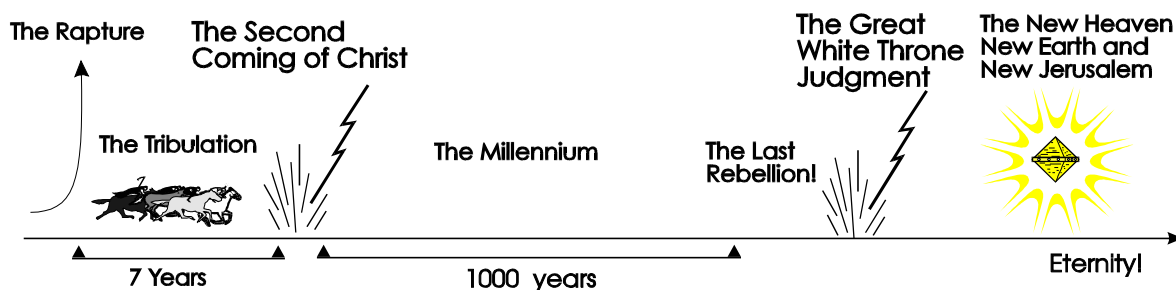 The Rapture
The Second
Coming of Christ
The Tribulation
The Millennium
The Last
Rebellion!
The Great
White Throne
Judgment
The New Heaven
New Earth and
New Jerusalem
7 Years
1000 years
Eternity!